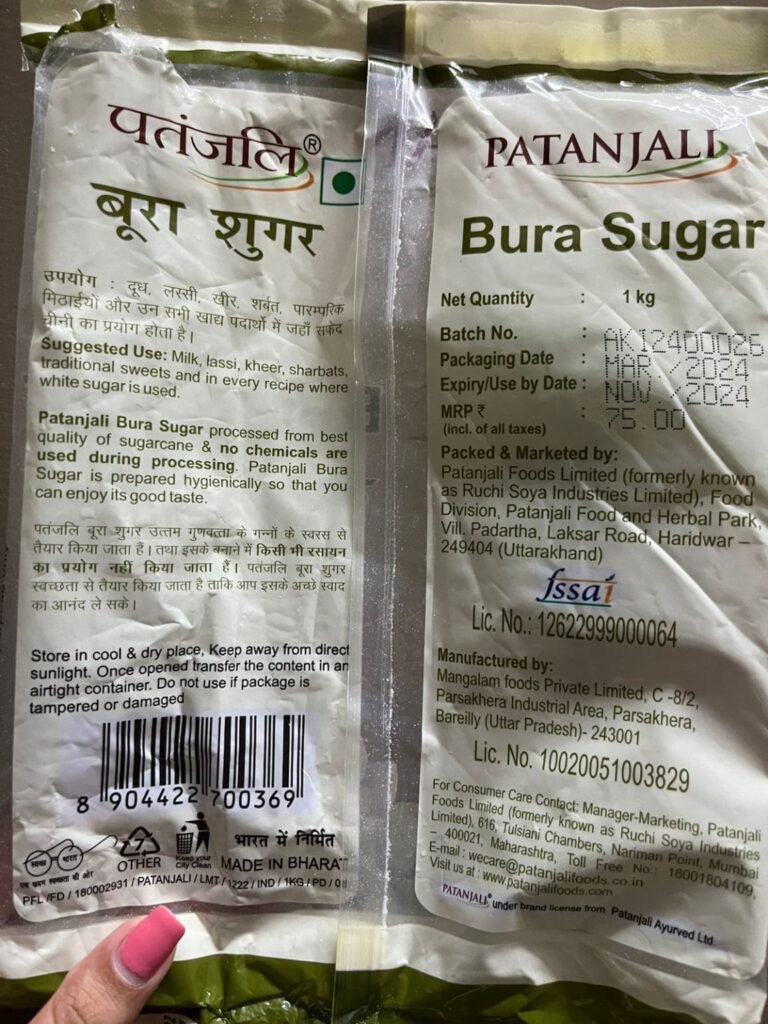 पतंजलि®
बूरा शुगर
उपयोग : दूध, लस्सी, खीर, शर्बत, पारम्परिक
मिठाईयों और उन सभी खाद्य पदार्थो में जहाँ सफेद
चीनी का प्रयोग होता है।
Suggested Use: Milk, lassi, kheer, sharbats,
traditional sweets and in every recipe where
white sugar is used.
Patanjali Bura Sugar processed from best
quality of sugarcane & no chemicals are
used during processing. Patanjali Bura
Sugar is prepared hygienically so that you
can enjoy its good taste.
पतंजलि बूरा शुगर उत्तम गुणवत्ता के गन्नों के स्वरस से
तैयार किया जाता हैं। तथा इसके बनाने में किसी भी रसायन
का प्रयोग नहीं किया जाता हैं। पतंजलि बूरा शुगर
स्वच्छता से तैयार किया जाता है ताकि आप इसके अच्छे स्वाद
का आनंद ले सकें।
Store in cool & dry place, Keep away from direct
sunlight. Once opened transfer the content in an
airtight container. Do not use if package is
tampered or damaged
8 904422 700369
स्वच्छ भारत
एक कदम स्वच्छता की ओर
7
OTHER
Keep your
City Clean
भारत में निर्मित
MADE IN BHARAT
PFL /FD / 180002931 / PATANJALI / LMT / 1222 / IND / 1KG / PD / 0
PATANJALI
Bura Sugar
Net Quantity : 1 kg
Batch No. : AK12400026
Packaging Date : MAR./2024
Expiry/Use by Date : NOV./2024
MRP ₹ : 75.00
(incl. of all taxes)
Packed & Marketed by:
Patanjali Foods Limited (formerly known
as Ruchi Soya Industries Limited), Food
Division, Patanjali Food and Herbal Park,
Vill. Padartha, Laksar Road, Haridwar –
249404 (Uttarakhand)
fssai
Lic. No.: 12622999000064
Manufactured by:
Mangalam foods Private Limited, C -8/2,
Parsakhera Industrial Area, Parsakhera,
Bareilly (Uttar Pradesh)- 243001
Lic. No. 10020051003829
For Consumer Care Contact: Manager-Marketing, Patanjali
Foods Limited (formerly known as Ruchi Soya Industries
Limited), 616, Tulsiani Chambers, Nariman Point, Mumbai
– 400021, Maharashtra, Toll Free No.: 18001804109,
E-mail : wecare@patanjalifoods.co.in
Visit us at : www.patanjalifoods.com
PATANJALI® under brand license from Patanjali Ayurved Ltd.